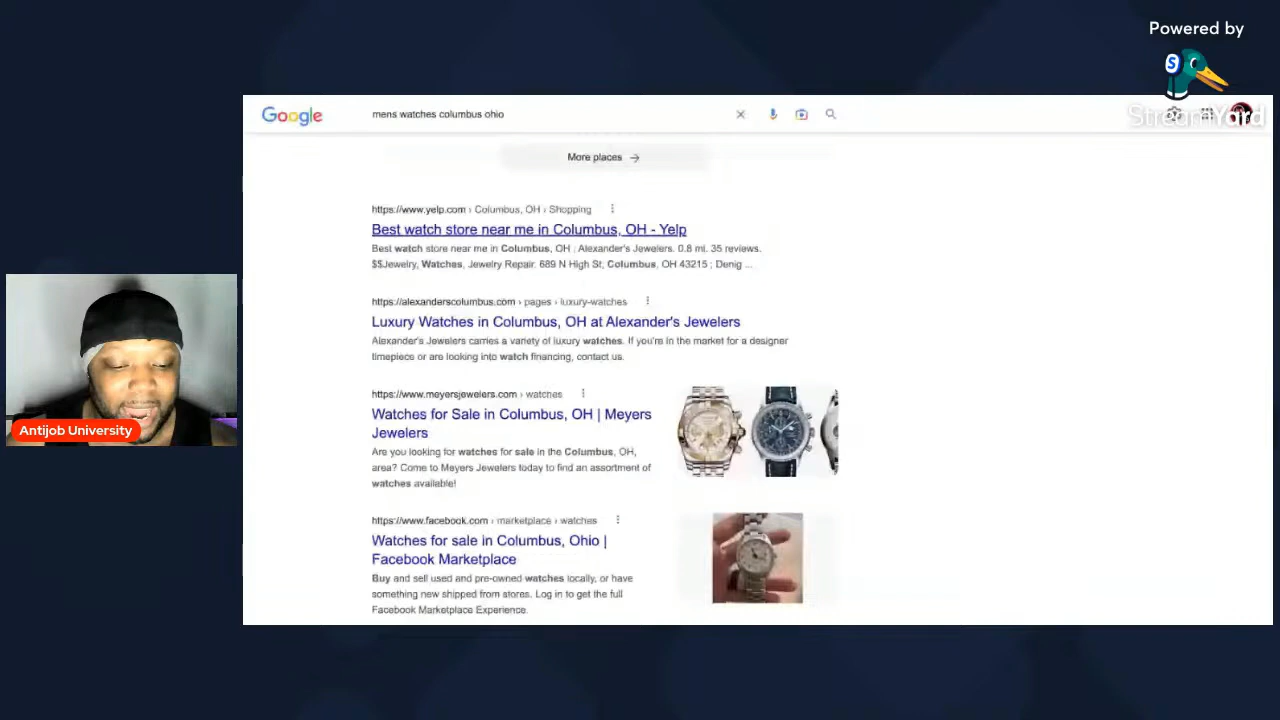 Powered by
S
StreamYard
Google
mens watches columbus ohio
More places
https://www.yelp.com › Columbus, OH › Shopping
Best watch store near me in Columbus, OH - Yelp
Best watch store near me in Columbus, OH ; Alexander's Jewelers. 0.8 mi. 35 reviews.
$$Jewelry, Watches, Jewelry Repair. 689 N High St, Columbus, OH 43215 ; Denig ...
https://alexanderscolumbus.com › pages › luxury-watches
Luxury Watches in Columbus, OH at Alexander's Jewelers
Alexander's Jewelers carries a variety of luxury watches. If you're in the market for a designer
timepiece or are looking into watch financing, contact us.
https://www.meyersjewelers.com › watches
Watches for Sale in Columbus, OH | Meyers
Jewelers
Are you looking for watches for sale in the Columbus, OH,
area? Come to Meyers Jewelers today to find an assortment of
watches available!
https://www.facebook.com › marketplace › watches
Watches for sale in Columbus, Ohio |
Facebook Marketplace
Buy and sell used and pre-owned watches locally, or have
something new shipped from stores. Log in to get the full
Facebook Marketplace Experience.
Antijob University